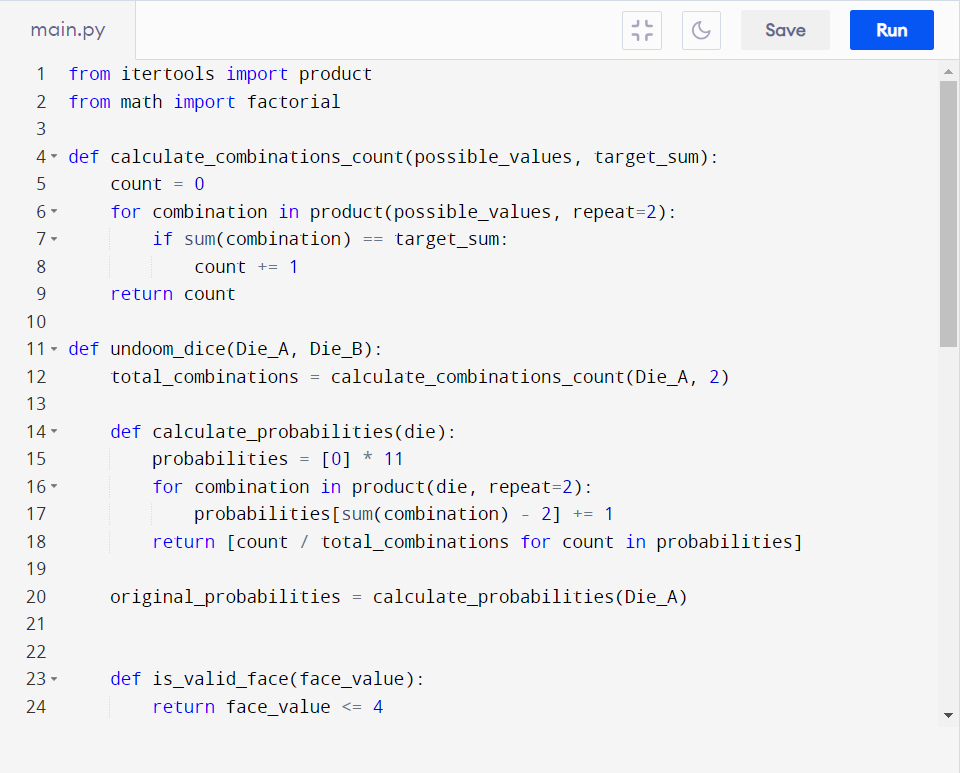 main.py
Save
Run
1 from itertools import product
2 from math import factorial
3
4 def calculate_combinations_count(possible_values, target_sum):
5     count = 0
6     for combination in product(possible_values, repeat=2):
7         if sum(combination) == target_sum:
8             count += 1
9     return count
10
11 def undoom_dice(Die_A, Die_B):
12     total_combinations = calculate_combinations_count(Die_A, 2)
13
14     def calculate_probabilities(die):
15         probabilities = [0] * 11
16         for combination in product(die, repeat=2):
17             probabilities[sum(combination) - 2] += 1
18         return [count / total_combinations for count in probabilities]
19
20     original_probabilities = calculate_probabilities(Die_A)
21
22
23     def is_valid_face(face_value):
24         return face_value <= 4